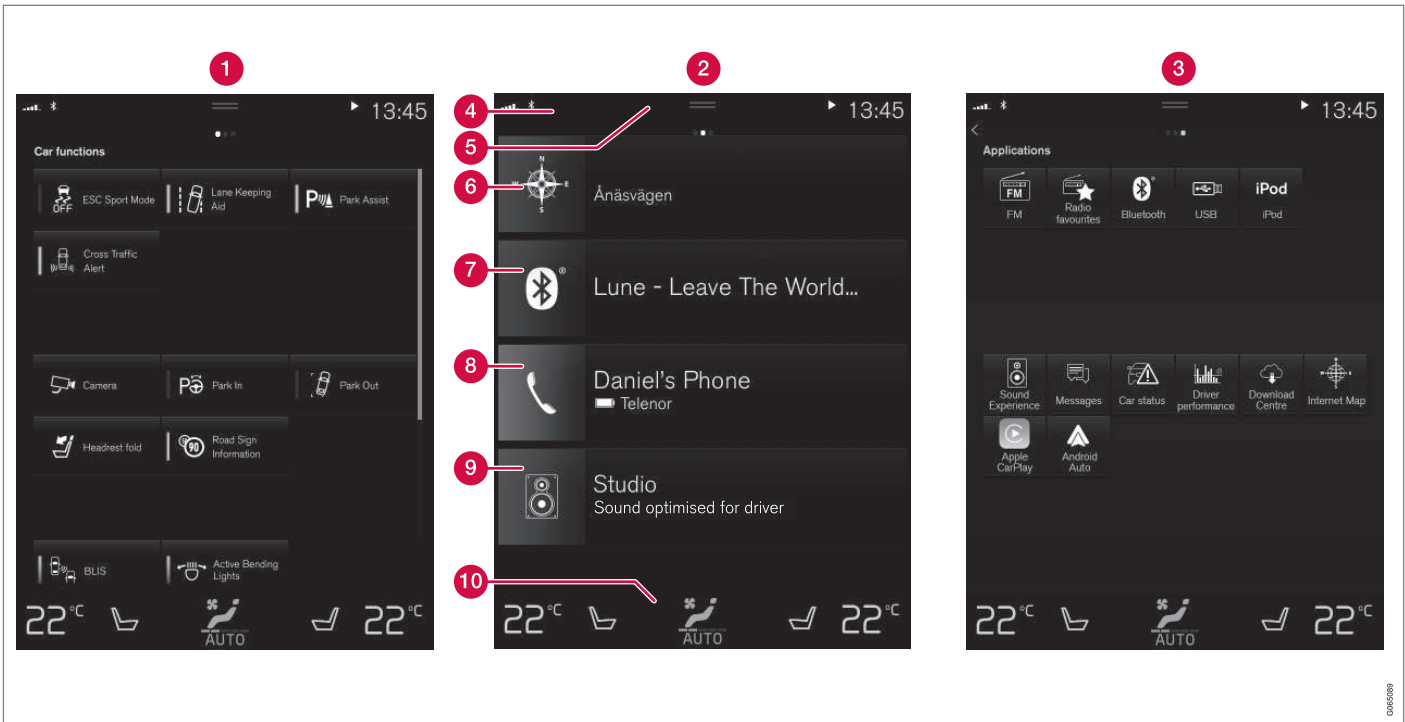 1
2
3
13:45
Car functions
ESC Sport Mode
OFF
Lane Keeping
Aid
P Park Assist
Cross Traffic
Alert
Camera
P Park In
Park Out
Headrest fold
90
Road Sign
Information
BLIS
Active Bending
Lights
22°C
AUTO
22°C
4
13:45
5
6
N
W E
S
Ånäsvägen
7
®
Lune - Leave The World...
8
Daniel's Phone
Telenor
9
Studio
Sound optimised for driver
10
22°C
AUTO
22°C
13:45
Applications
FM
FM
Radio
favourites
Bluetooth
USB
iPod
iPod
Sound
Experience
Messages
Car status
Driver
performance
Download
Centre
Internet Map
Apple
CarPlay
Android
Auto
22°C
AUTO
22°C
G065089